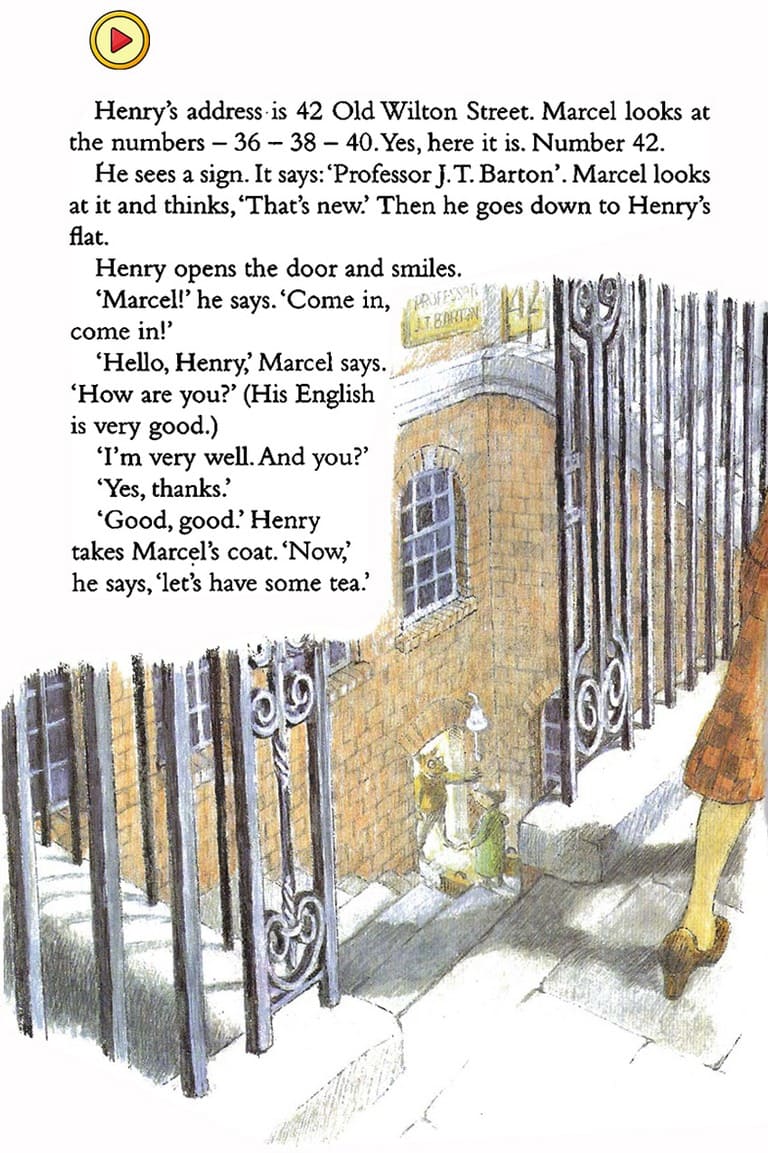 Henry's address is 42 Old Wilton Street. Marcel looks at
the numbers – 36 – 38 – 40. Yes, here it is. Number 42.
He sees a sign. It says: 'Professor J. T. Barton'. Marcel looks
at it and thinks, 'That's new.' Then he goes down to Henry's
flat.
Henry opens the door and smiles.
'Marcel!' he says. 'Come in,
come in!'
'Hello, Henry,' Marcel says.
'How are you?' (His English
is very good.)
'I'm very well. And you?'
'Yes, thanks.'
'Good, good.' Henry
takes Marcel's coat. 'Now,'
he says, 'let's have some tea.'
PROFESSOR
J.T. BARTON
42